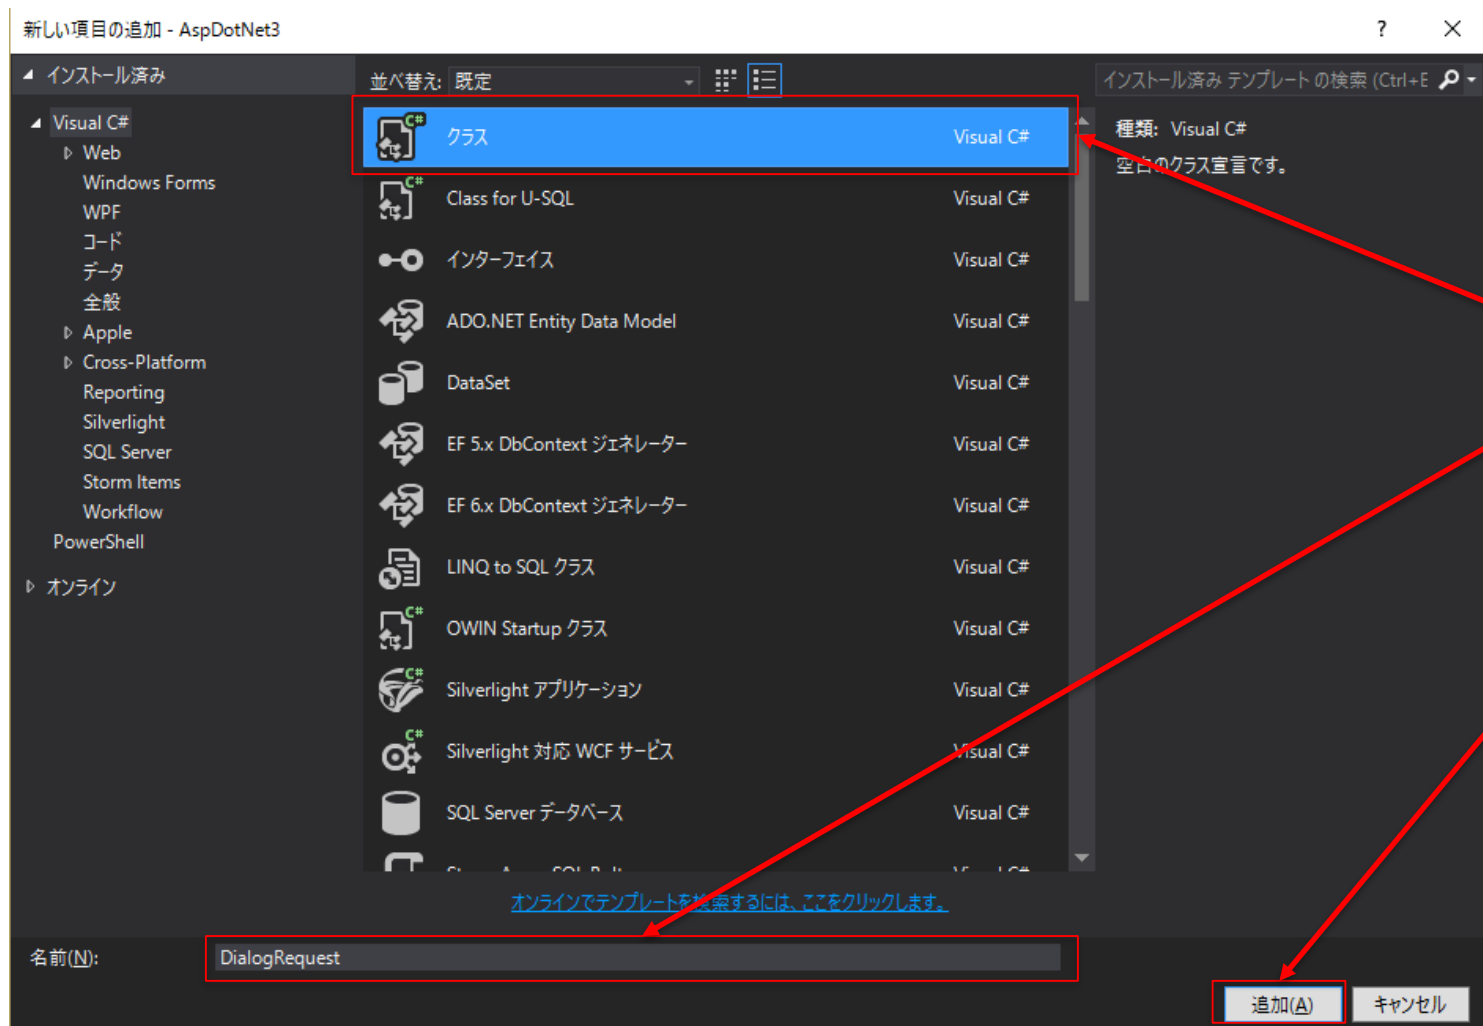 新しい項目の追加 - AspDotNet3
?
インストール済み
並べ替え: 既定
インストール済み テンプレート の検索 (Ctrl+E
Visual C#
Web
Windows Forms
WPF
コード
データ
全般
Apple
Cross-Platform
Reporting
Silverlight
SQL Server
Storm Items
Workflow
PowerShell
オンライン
クラス Visual C#
Class for U-SQL Visual C#
インターフェイス Visual C#
ADO.NET Entity Data Model Visual C#
DataSet Visual C#
EF 5.x DbContext ジェネレーター Visual C#
EF 6.x DbContext ジェネレーター Visual C#
LINQ to SQL クラス Visual C#
OWIN Startup クラス Visual C#
Silverlight アプリケーション Visual C#
Silverlight 対応 WCF サービス Visual C#
SQL Server データベース Visual C#
種類: Visual C#
空白のクラス宣言です。
オンラインでテンプレートを検索するには、ここをクリックします。
名前(N): DialogRequest
追加(A) キャンセル